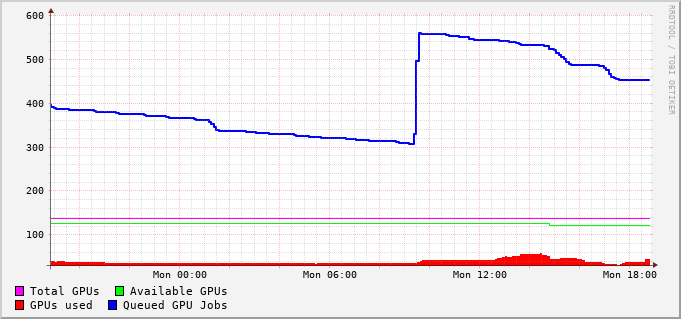 600
500
400
300
200
100
Mon 00:00 Mon 06:00 Mon 12:00 Mon 18:00
Total GPUs Available GPUs
GPUs used Queued GPU Jobs
RRDTOOL / TOBI OETIKER